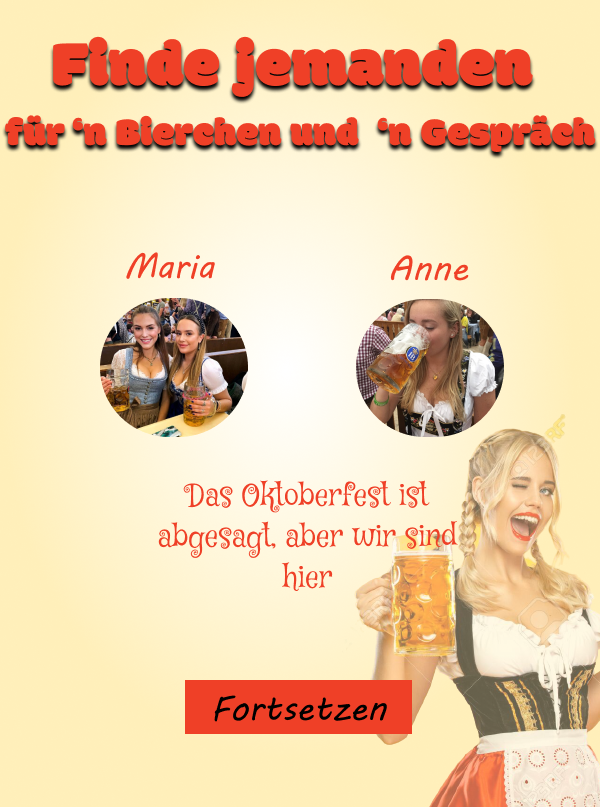 Finde jemanden
für 'n Bierchen und 'n Gespräch
Maria Anne
Das Oktoberfest ist
abgesagt, aber wir sind
hier
Fortsetzen